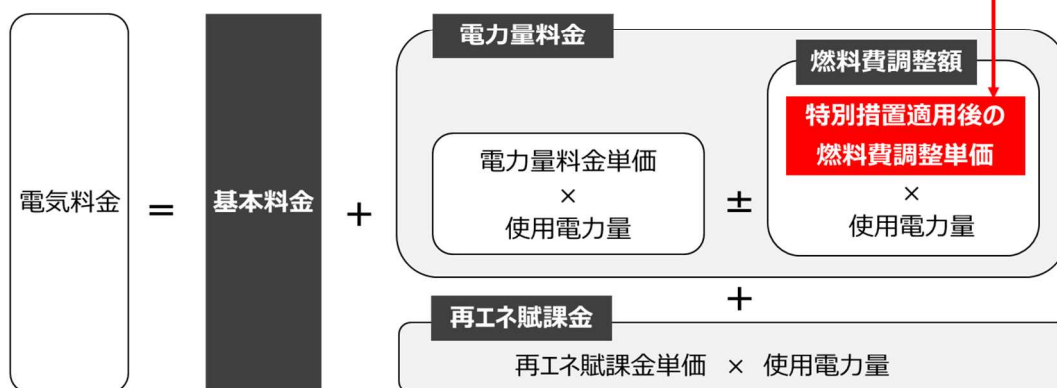 電気料金
=
基本料金
+
電力量料金
電力量料金単価
×
使用電力量
±
燃料費調整額
特別措置適用後の
燃料費調整単価
×
使用電力量
+
再エネ賦課金
再エネ賦課金単価 × 使用電力量